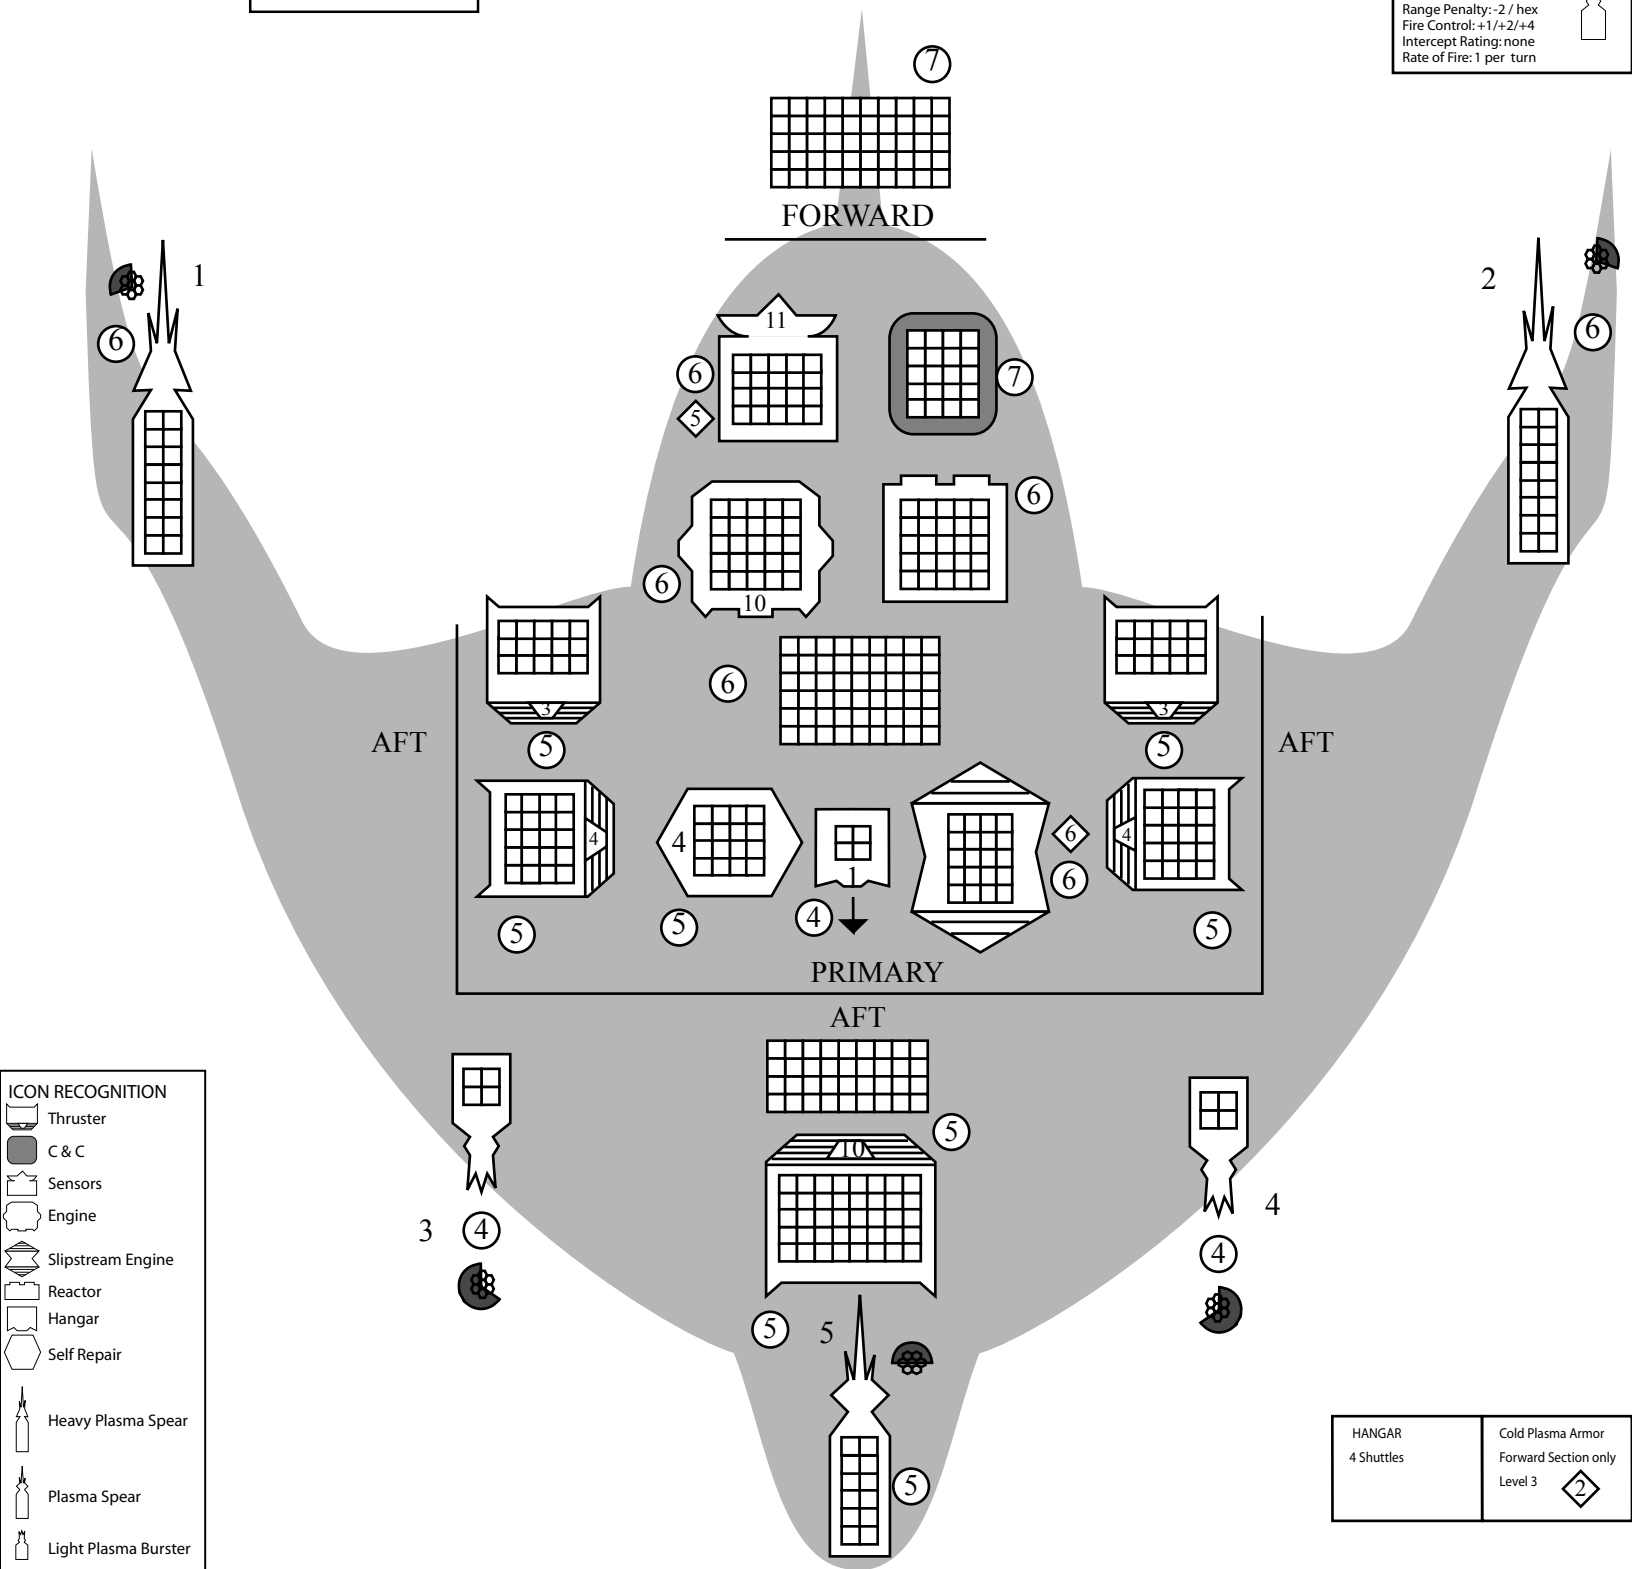 Range Penalty: -2 / hex
Fire Control: +1/+2/+4
Intercept Rating: none
Rate of Fire: 1 per turn
7
FORWARD
1
2
6
6
11
6
5
7
6
6
10
6
3
3
AFT
AFT
5
5
4
4
1
4
6
6
5
5
4
5
PRIMARY
AFT
5
10
3
4
4
4
5
5
5
ICON RECOGNITION
Thruster
C & C
Sensors
Engine
Slipstream Engine
Reactor
Hangar
Self Repair
Heavy Plasma Spear
Plasma Spear
Light Plasma Burster
HANGAR
4 Shuttles
Cold Plasma Armor
Forward Section only
Level 3
2